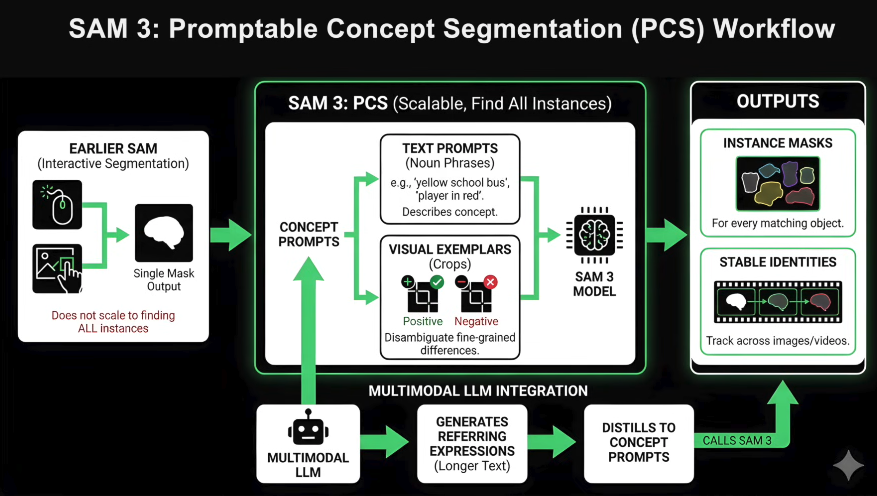 SAM 3: Promptable Concept Segmentation (PCS) Workflow
EARLIER SAM
(Interactive Segmentation)
Single Mask
Output
Does not scale to finding
ALL instances
SAM 3: PCS (Scalable, Find All Instances)
CONCEPT
PROMPTS
TEXT PROMPTS
(Noun Phrases)
e.g., 'yellow school bus',
'player in red'.
Describes concept.
VISUAL EXEMPLARS
(Crops)
Positive
Negative
Disambiguate fine-grained
differences.
SAM 3
MODEL
OUTPUTS
INSTANCE MASKS
For every matching object.
STABLE IDENTITIES
Track across images/videos.
MULTIMODAL LLM INTEGRATION
MULTIMODAL
LLM
GENERATES
REFERRING
EXPRESSIONS
(Longer Text)
DISTILLS TO
CONCEPT
PROMPTS
CALLS SAM 3